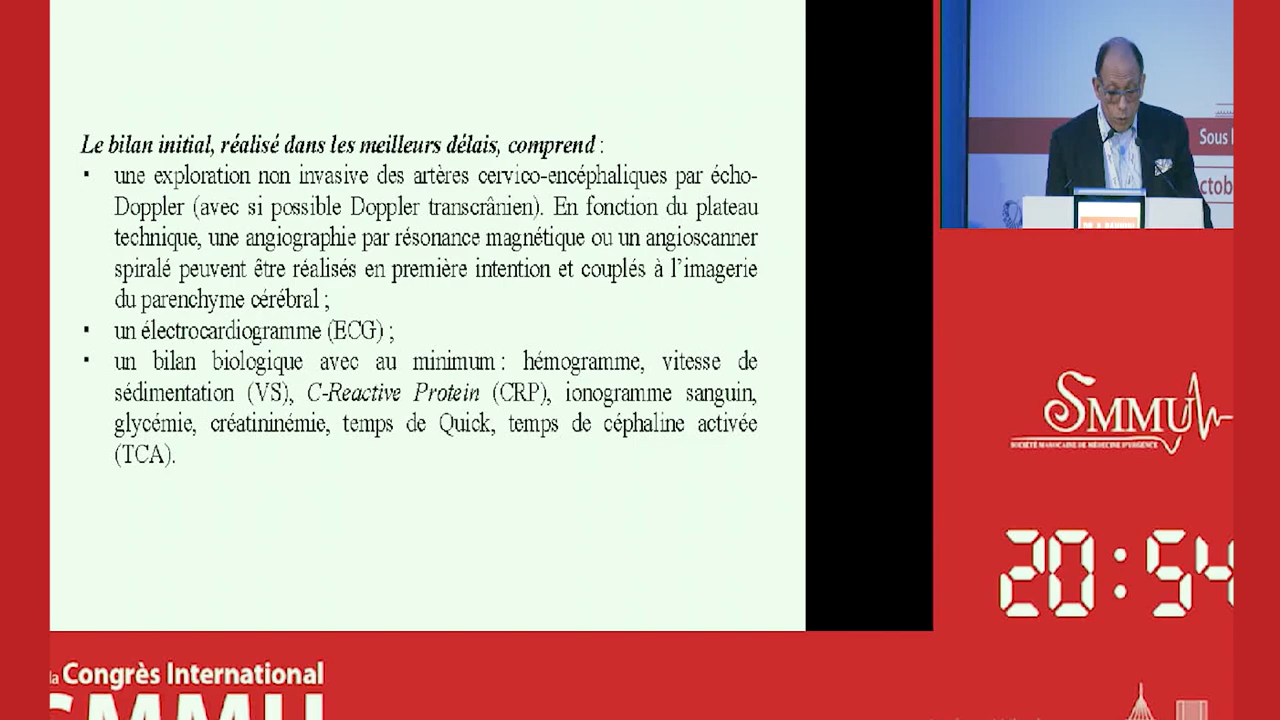 Le bilan initial, réalisé dans les meilleurs délais, comprend :
▪ une exploration non invasive des artères cervico-encéphaliques par écho-
Doppler (avec si possible Doppler transcrânien). En fonction du plateau
technique, une angiographie par résonance magnétique ou un angioscanner
spiralé peuvent être réalisés en première intention et couplés à l'imagerie
du parenchyme cérébral ;
▪ un électrocardiogramme (ECG) ;
▪ un bilan biologique avec au minimum : hémogramme, vitesse de
sédimentation (VS), C-Reactive Protein (CRP), ionogramme sanguin,
glycémie, créatininémie, temps de Quick, temps de céphaline activée
(TCA).
Sous
SMMU
SOCIÉTÉ MAROCAINE DE MÉDECINE D'URGENCE
20:54
Congrès International
SMMU